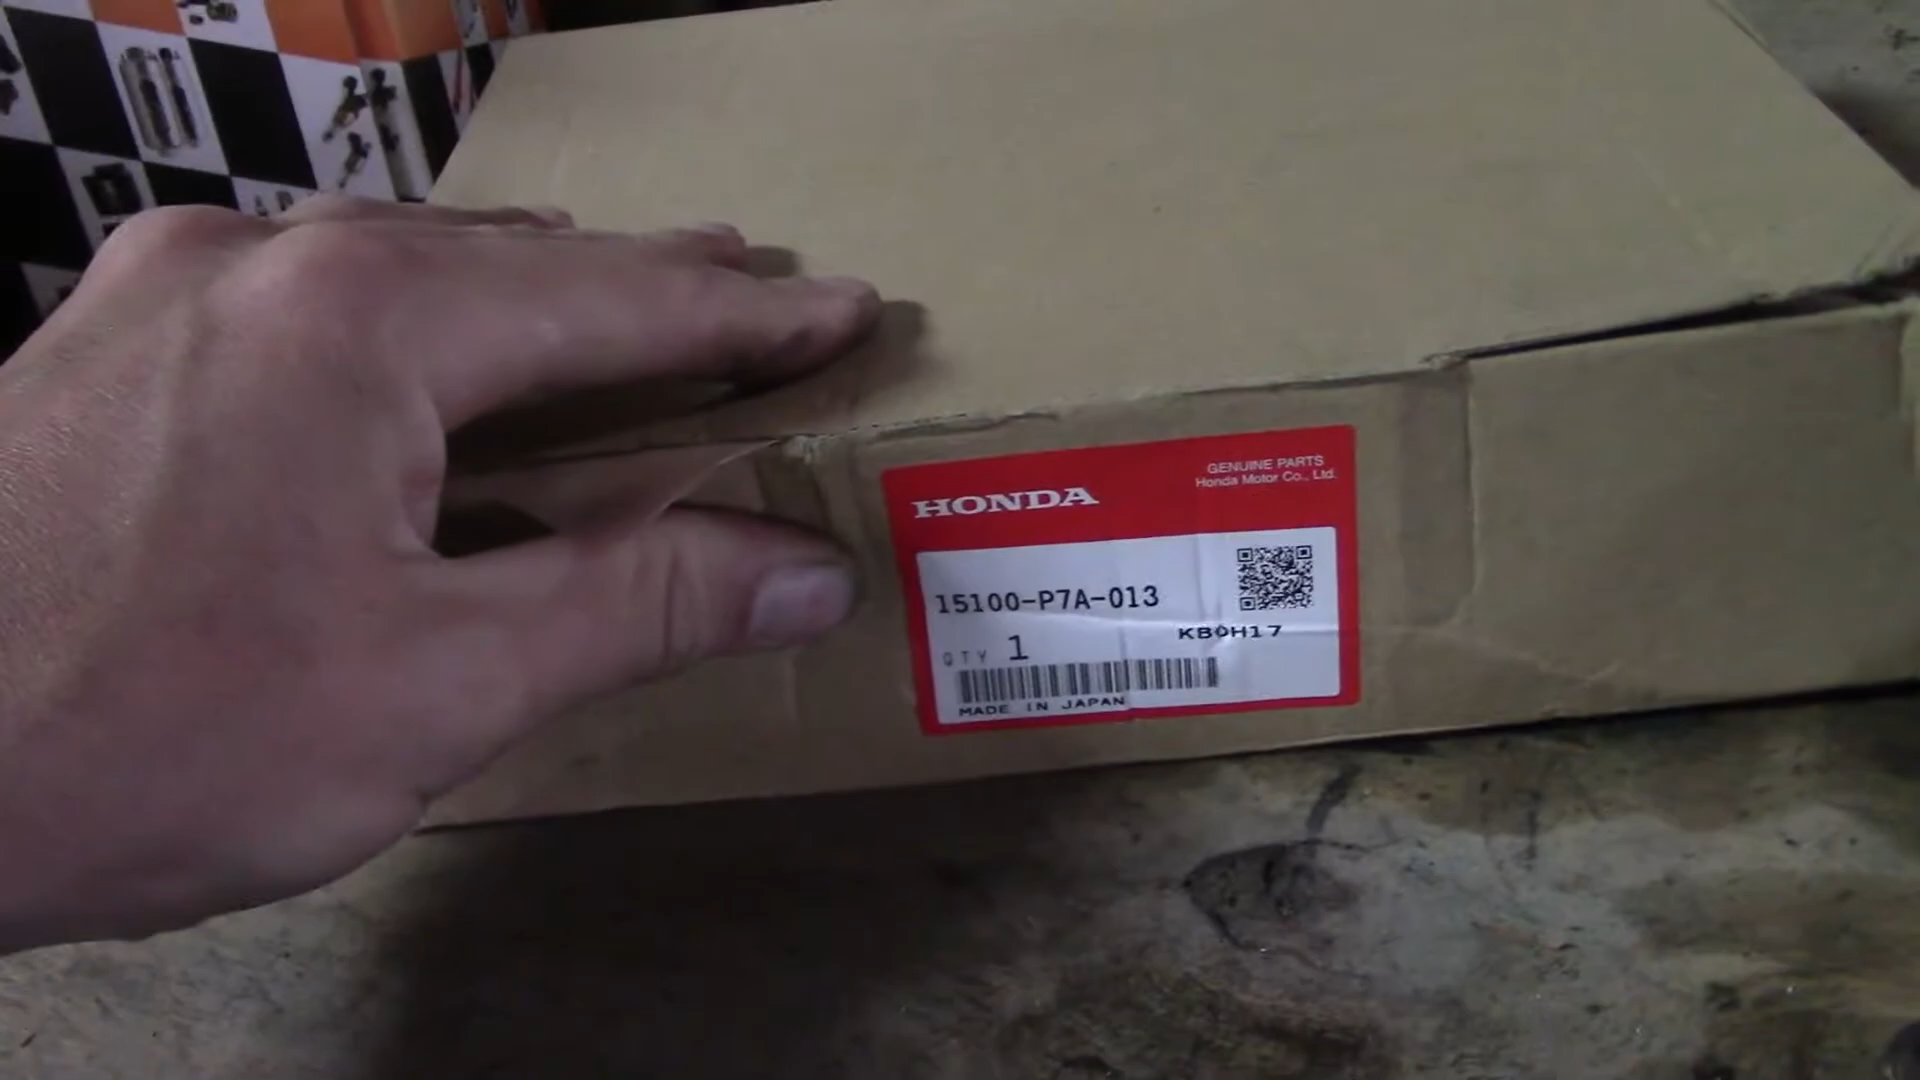 HONDA
GENUINE PARTS
Honda Motor Co., Ltd.
15100-P7A-013
KB0H17
QTY 1
MADE IN JAPAN